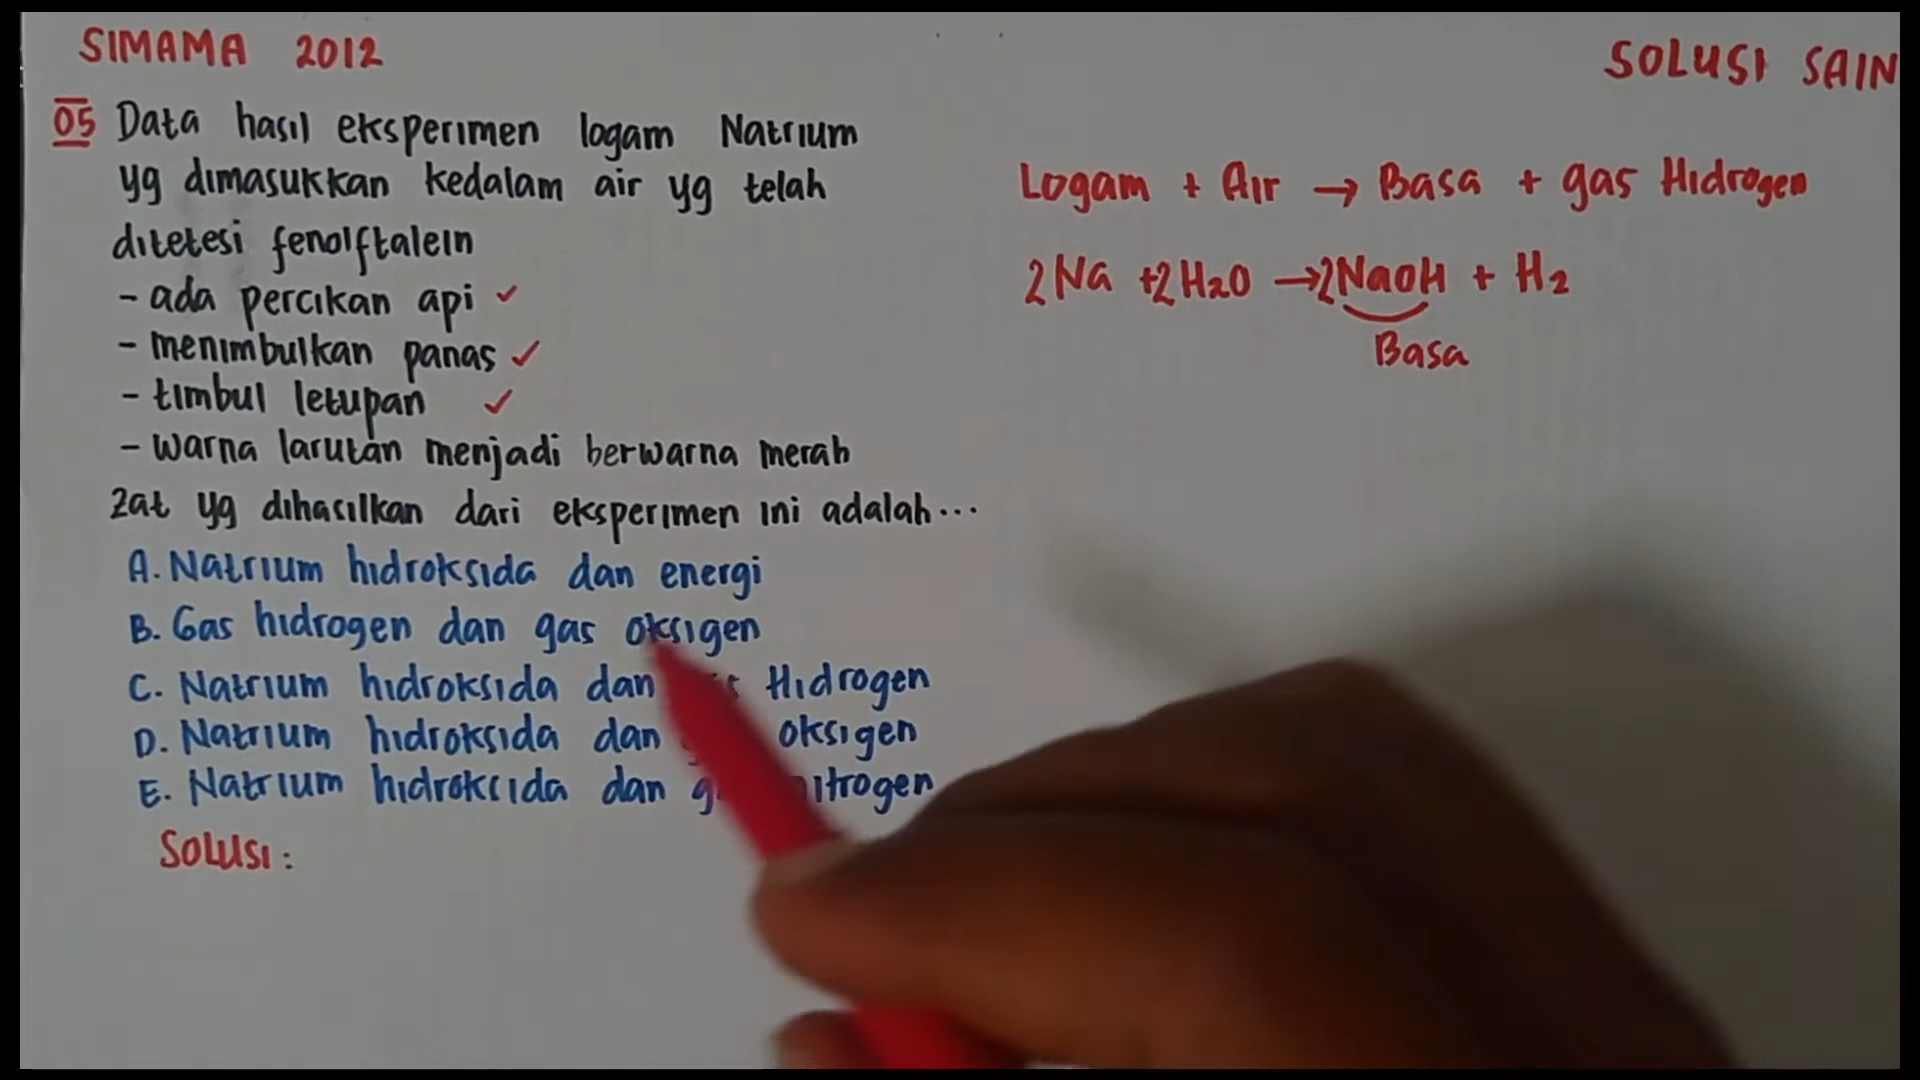 SIMAMA 2012
SOLUSI SAIN
05 Data hasil eksperimen logam Natrium
yg dimasukkan kedalam air yg telah
ditetesi fenolftalein
- ada percikan api ✓
- menimbulkan panas ✓
- timbul letupan ✓
- warna larutan menjadi berwarna merah
Zat yg dihasilkan dari eksperimen ini adalah...
A. Natrium hidroksida dan energi
B. Gas hidrogen dan gas oksigen
C. Natrium hidroksida dan Hidrogen
D. Natrium hidroksida dan oksigen
E. Natrium hidroksida dan nitrogen
Solusi:
Logam + Air → Basa + gas Hidrogen
2Na + 2H2O → 2NaOH + H2
Basa